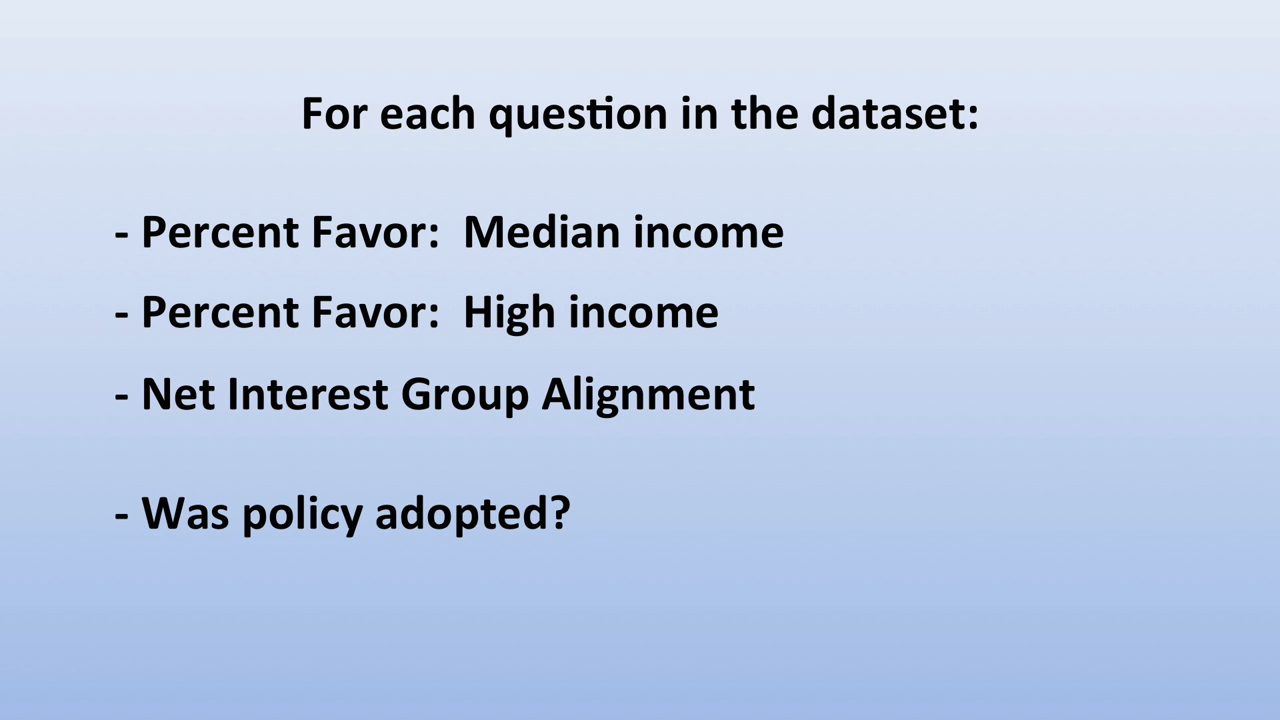 For each question in the dataset:
- Percent Favor:  Median income
- Percent Favor:  High income
- Net Interest Group Alignment
- Was policy adopted?